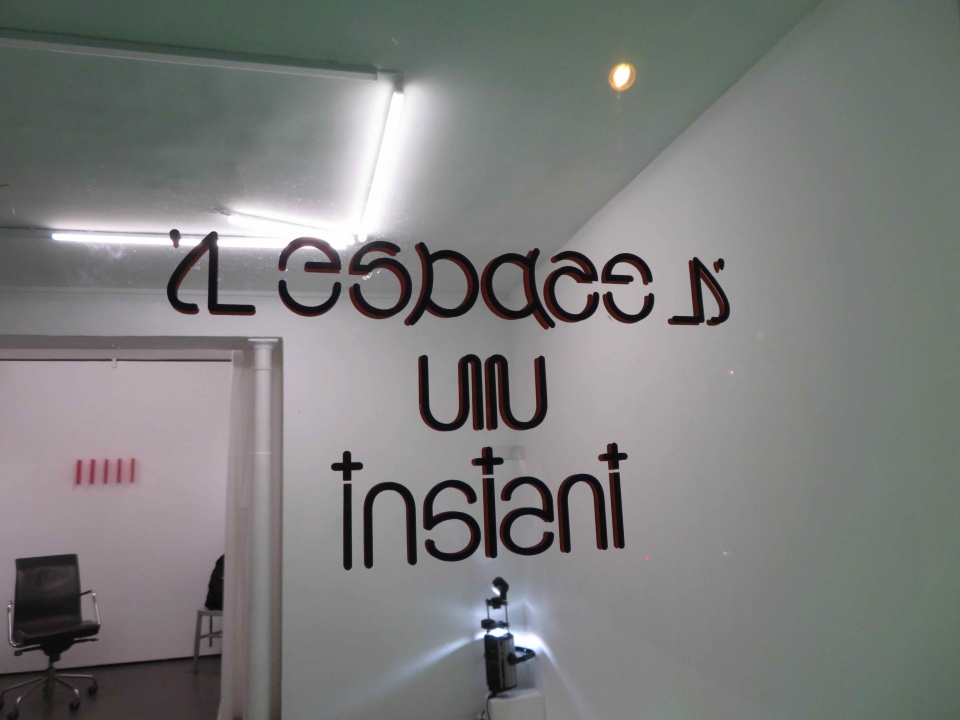 L'espace d'
un
instant